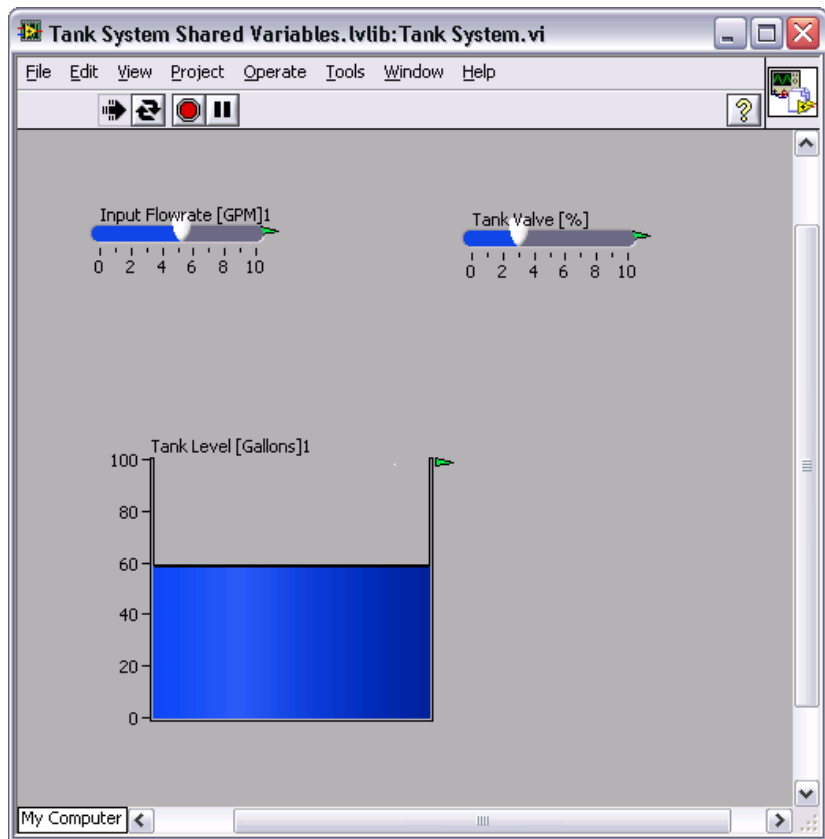 Tank System Shared Variables.lvlib:Tank System.vi
File Edit View Project Operate Tools Window Help
?
Input Flowrate [GPM]1
0 2 4 6 8 10
Tank Valve [%]
0 2 4 6 8 10
Tank Level [Gallons]1
100
80
60
40
20
0
My Computer